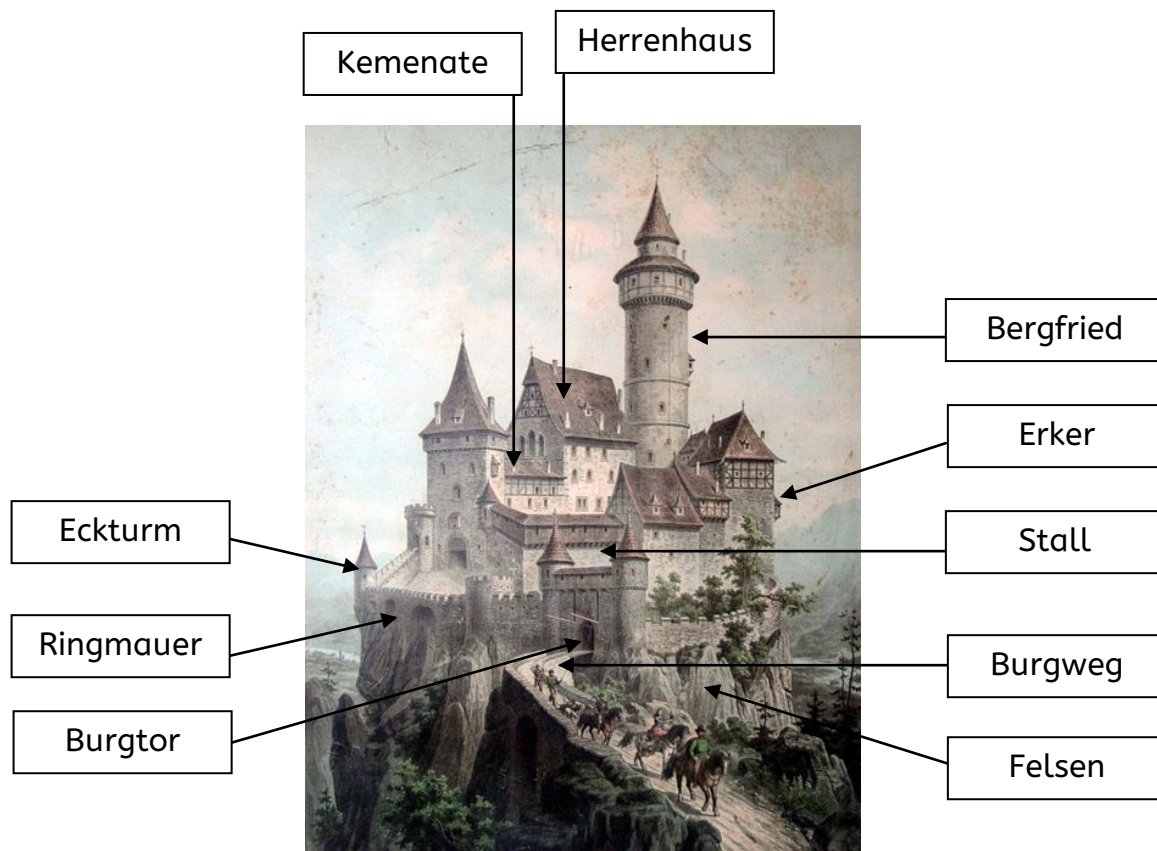 Kemenate
Herrenhaus
Bergfried
Erker
Eckturm
Stall
Ringmauer
Burgweg
Burgtor
Felsen